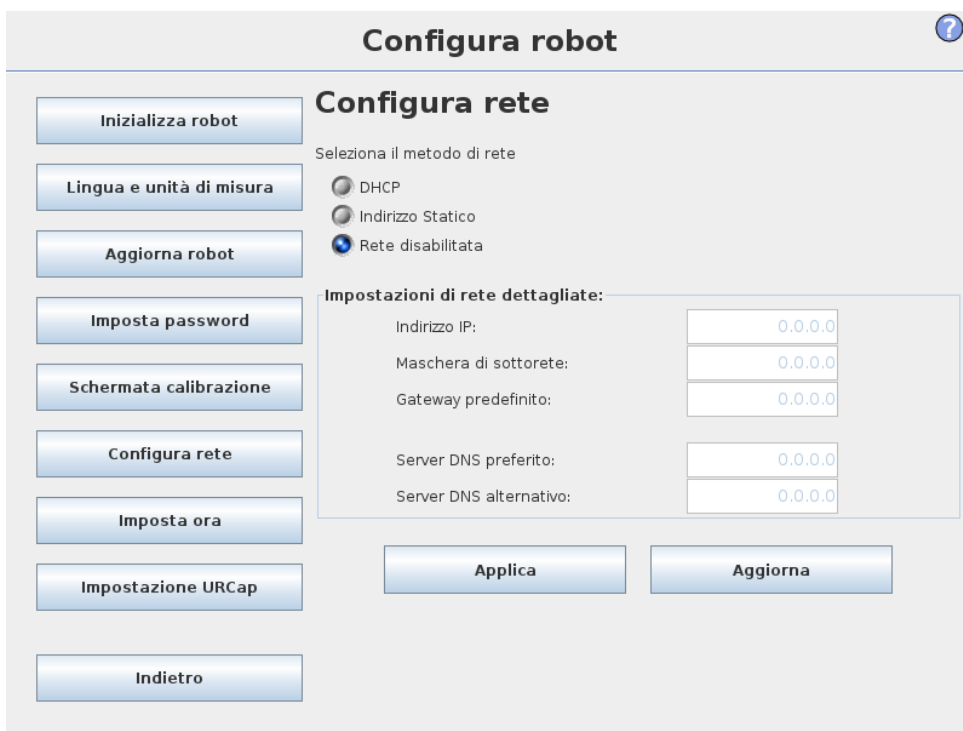 Configura robot
?
Inizializza robot
Lingua e unità di misura
Aggiorna robot
Imposta password
Schermata calibrazione
Configura rete
Imposta ora
Impostazione URCap
Indietro
Configura rete
Seleziona il metodo di rete
DHCP
Indirizzo Statico
Rete disabilitata
Impostazioni di rete dettagliate:
Indirizzo IP: 0.0.0.0
Maschera di sottorete: 0.0.0.0
Gateway predefinito: 0.0.0.0
Server DNS preferito: 0.0.0.0
Server DNS alternativo: 0.0.0.0
Applica Aggiorna